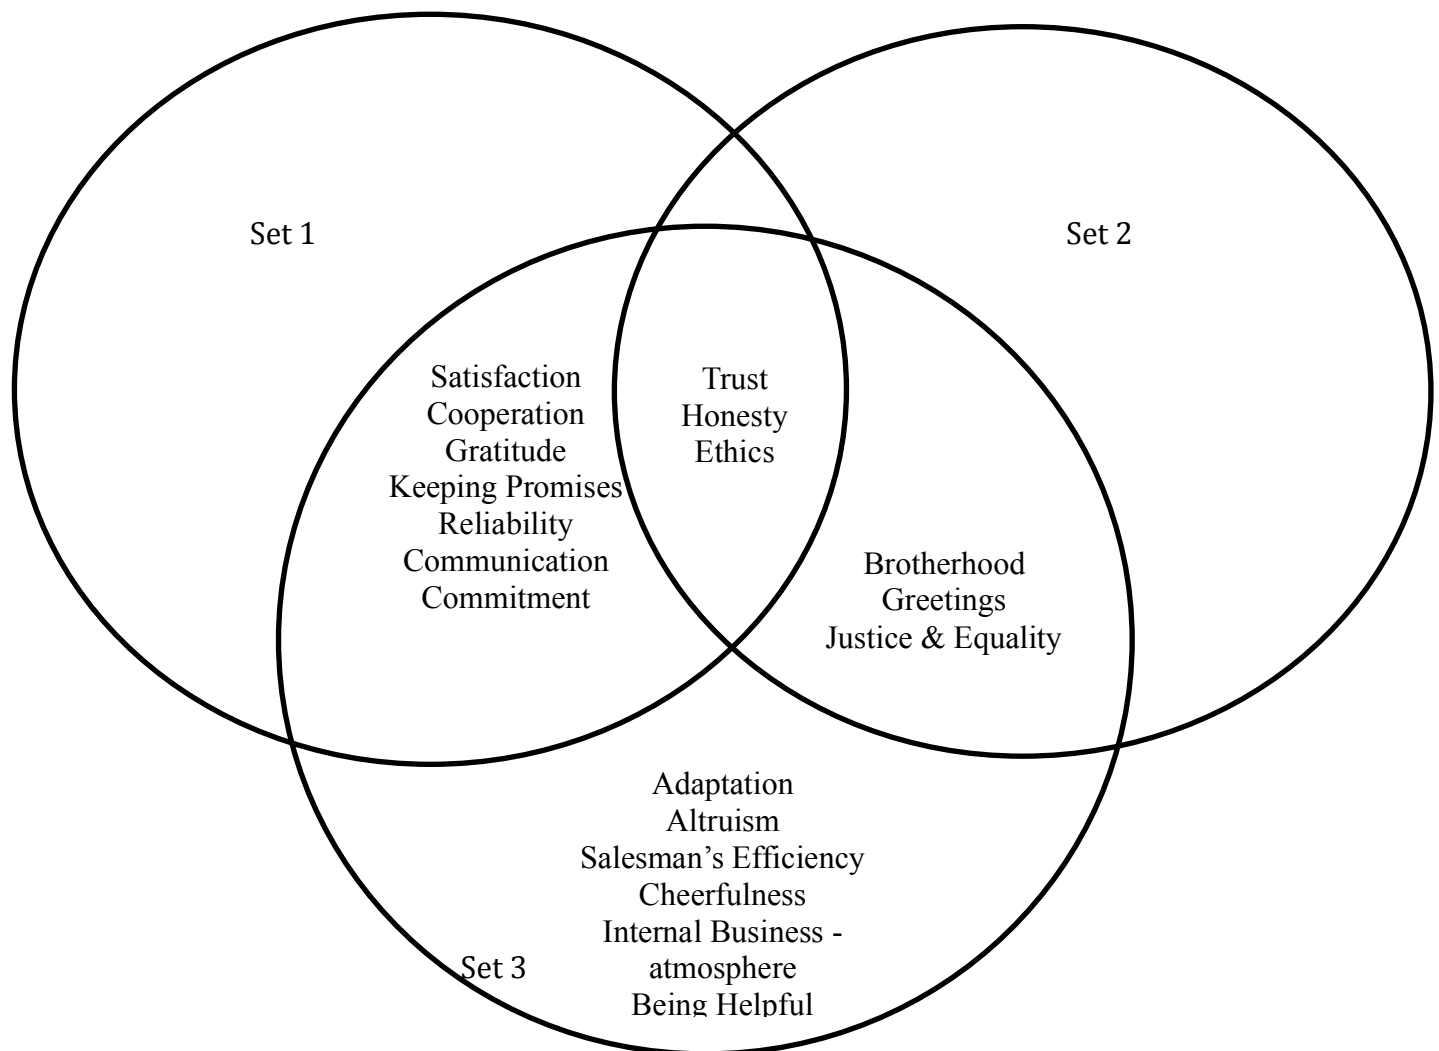 Set 1
Set 2
Satisfaction
Cooperation
Gratitude
Keeping Promises
Reliability
Communication
Commitment
Trust
Honesty
Ethics
Brotherhood
Greetings
Justice & Equality
Adaptation
Altruism
Salesman’s Efficiency
Cheerfulness
Internal Business -
atmosphere
Being Helpful
Set 3